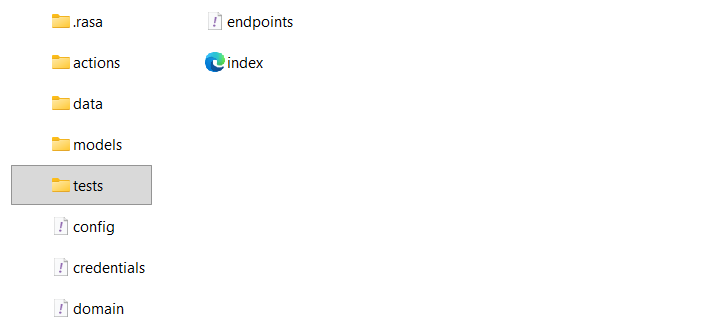 .rasa
actions
data
models
tests
config
credentials
domain
endpoints
index